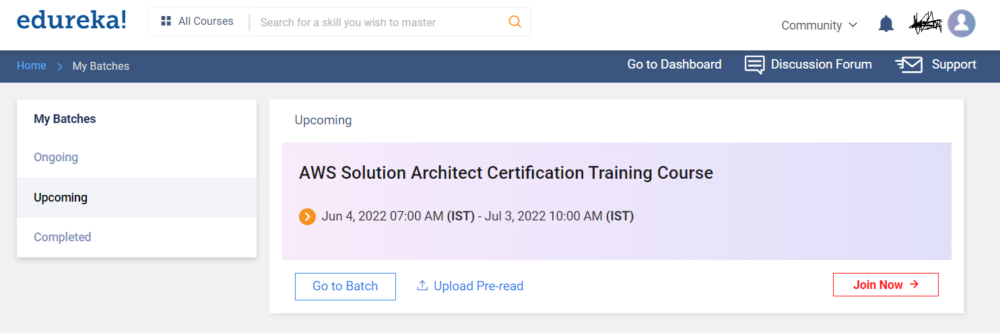 edureka!
All Courses
Search for a skill you wish to master
Community
Home > My Batches
Go to Dashboard
Discussion Forum
Support
My Batches
Ongoing
Upcoming
Completed
Upcoming
AWS Solution Architect Certification Training Course
Jun 4, 2022 07:00 AM (IST) - Jul 3, 2022 10:00 AM (IST)
Go to Batch
Upload Pre-read
Join Now →